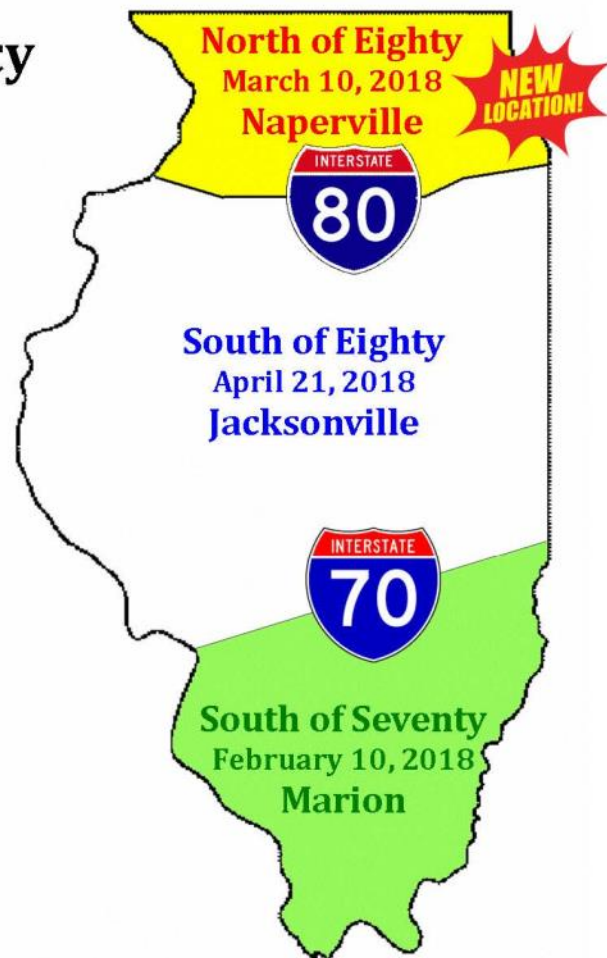 North of Eighty
March 10, 2018
Naperville
NEW
LOCATION!
INTERSTATE
80
South of Eighty
April 21, 2018
Jacksonville
INTERSTATE
70
South of Seventy
February 10, 2018
Marion